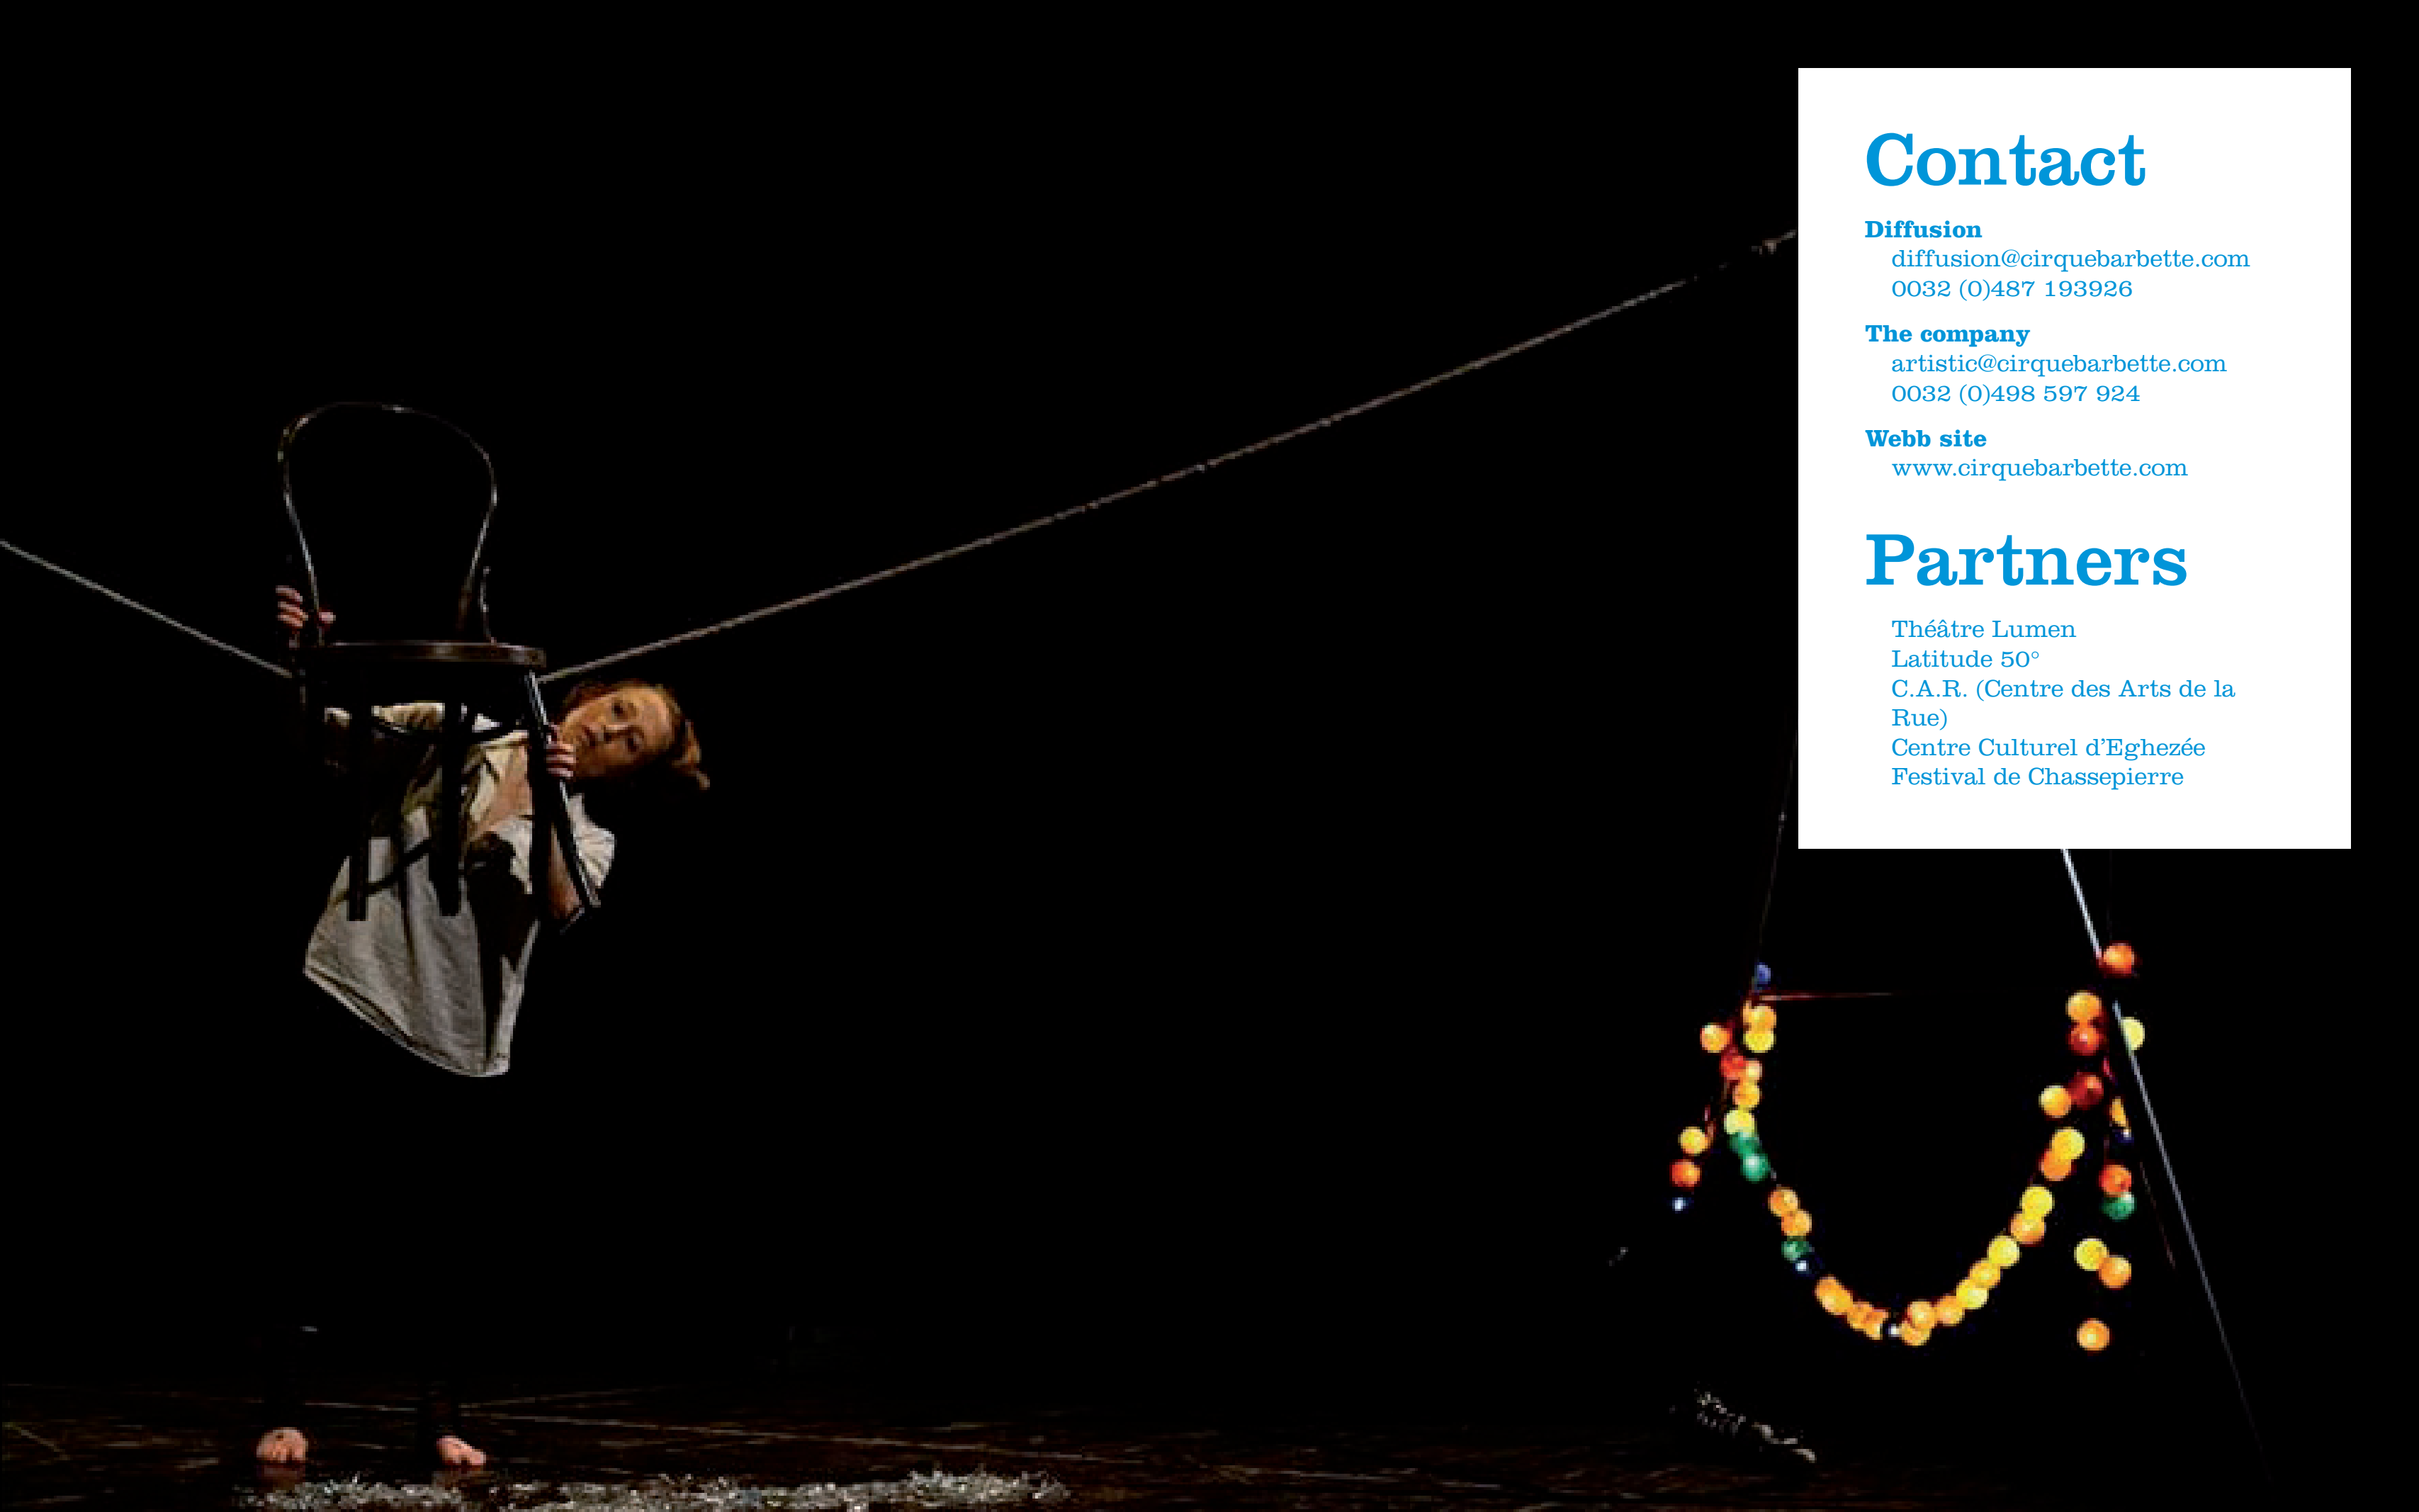 Contact
Diffusion
diffusion@cirquebarbette.com
0032 (0)487 193926
The company
artistic@cirquebarbette.com
0032 (0)498 597 924
Webb site
www.cirquebarbette.com
Partners
Théâtre Lumen
Latitude 50°
C.A.R. (Centre des Arts de la
Rue)
Centre Culturel d’Eghezée
Festival de Chassepierre